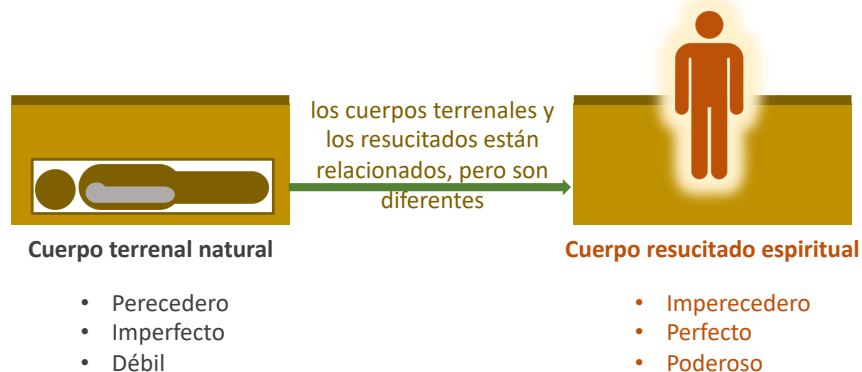 los cuerpos terrenales y
los resucitados están
relacionados, pero son
diferentes
Cuerpo terrenal natural
• Perecedero
• Imperfecto
• Débil
Cuerpo resucitado espiritual
• Imperecedero
• Perfecto
• Poderoso